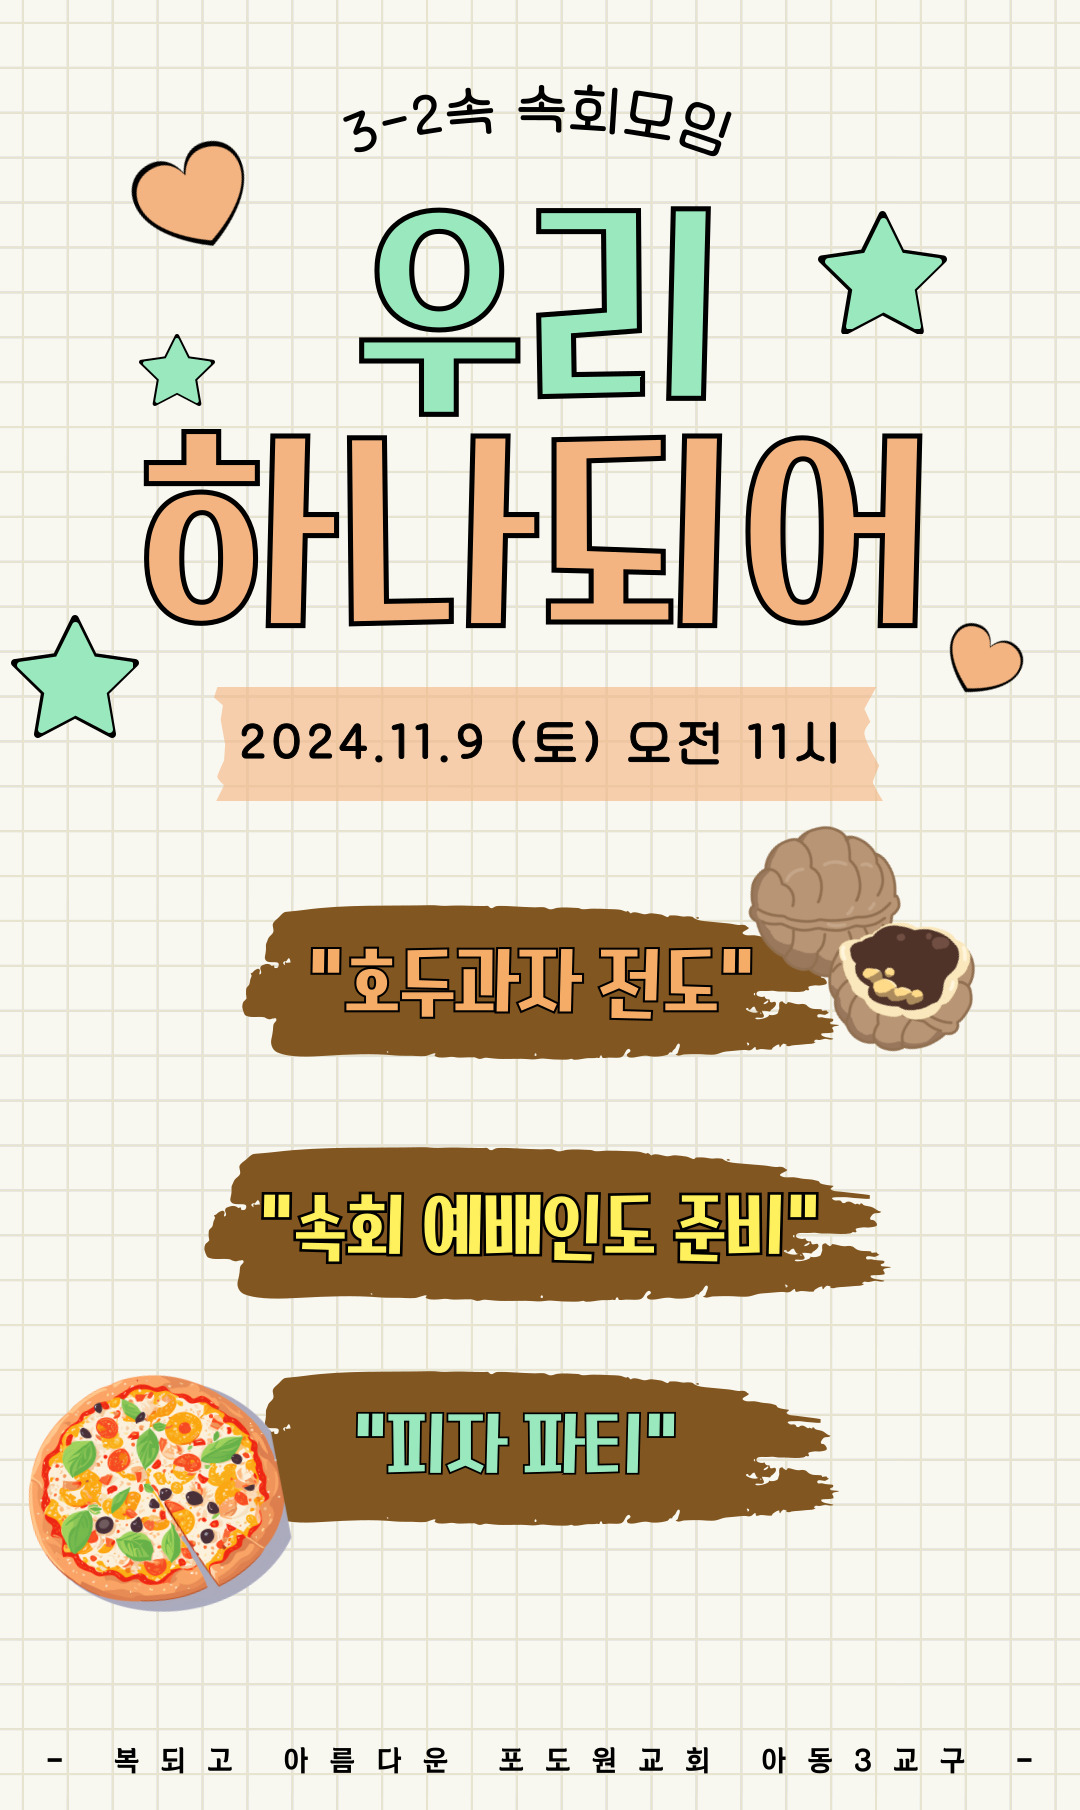 3-2속 속회모임
우리
하나되어
2024.11.9 (토) 오전 11시
"호두과자 전도"
"속회 예배인도 준비"
"피자 파티"
- 복되고 아름다운 포도원교회 아동3교구 -